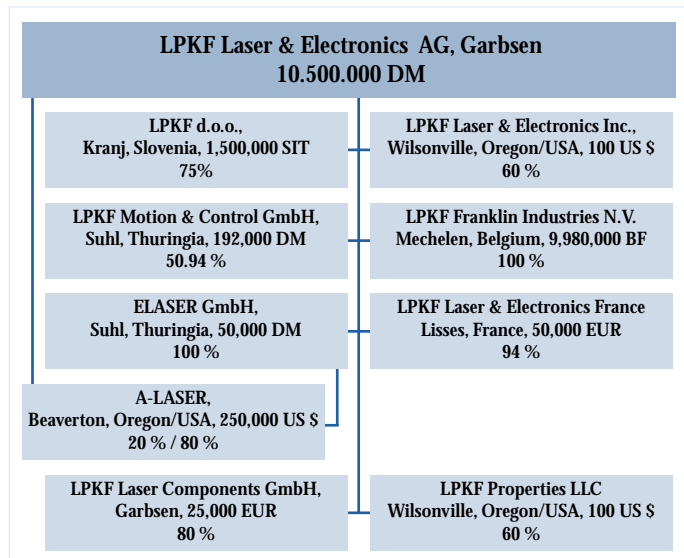 LPKF Laser & Electronics AG, Garbsen
10.500.000 DM
LPKF d.o.o.,
Kranj, Slovenia, 1,500,000 SIT
75%
LPKF Laser & Electronics Inc.,
Wilsonville, Oregon/USA, 100 US $
60 %
LPKF Motion & Control GmbH,
Suhl, Thuringia, 192,000 DM
50.94 %
LPKF Franklin Industries N.V.
Mechelen, Belgium, 9,980,000 BF
100 %
ELASER GmbH,
Suhl, Thuringia, 50,000 DM
100 %
LPKF Laser & Electronics France
Lisses, France, 50,000 EUR
94 %
A-LASER,
Beaverton, Oregon/USA, 250,000 US $
20 % / 80 %
LPKF Laser Components GmbH,
Garbsen, 25,000 EUR
80 %
LPKF Properties LLC
Wilsonville, Oregon/USA, 100 US $
60 %